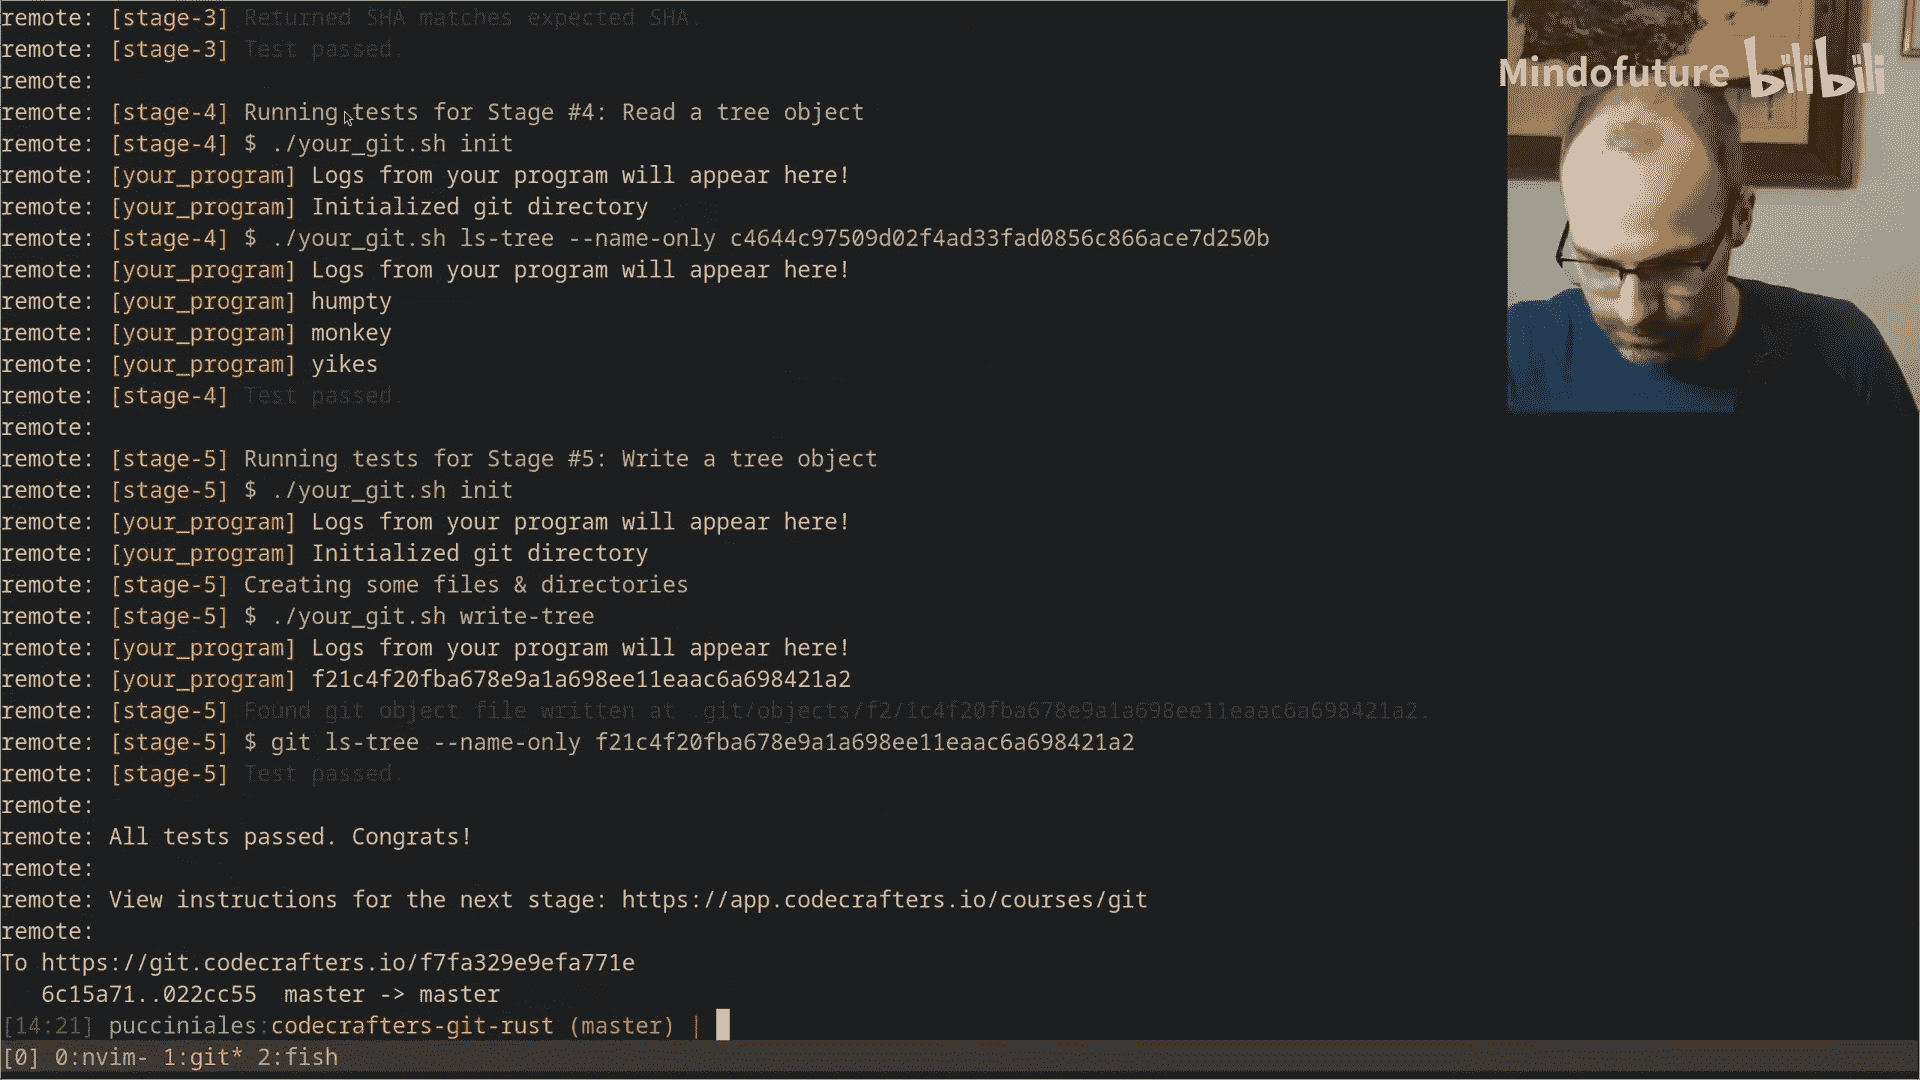 remote: [stage-3] Returned SHA matches expected SHA.
remote: [stage-3] Test passed.
remote:
remote: [stage-4] Running tests for Stage #4: Read a tree object
remote: [stage-4] $ ./your_git.sh init
remote: [your_program] Logs from your program will appear here!
remote: [your_program] Initialized git directory
remote: [stage-4] $ ./your_git.sh ls-tree --name-only c4644c97509d02f4ad33fad0856c866ace7d250b
remote: [your_program] Logs from your program will appear here!
remote: [your_program] humpty
remote: [your_program] monkey
remote: [your_program] yikes
remote: [stage-4] Test passed.
remote:
remote: [stage-5] Running tests for Stage #5: Write a tree object
remote: [stage-5] $ ./your_git.sh init
remote: [your_program] Logs from your program will appear here!
remote: [your_program] Initialized git directory
remote: [stage-5] Creating some files & directories
remote: [stage-5] $ ./your_git.sh write-tree
remote: [your_program] Logs from your program will appear here!
remote: [your_program] f21c4f20fba678e9a1a698ee11eaac6a698421a2
remote: [stage-5] Found git object file written at .git/objects/f2/1c4f20fba678e9a1a698ee11eaac6a698421a2.
remote: [stage-5] $ git ls-tree --name-only f21c4f20fba678e9a1a698ee11eaac6a698421a2
remote: [stage-5] Test passed.
remote:
remote: All tests passed. Congrats!
remote:
remote: View instructions for the next stage: https://app.codecrafters.io/courses/git
remote:
To https://git.codecrafters.io/f7fa329e9efa771e
6c15a71..022cc55 master -> master
[14:21] pucciniales:codecrafters-git-rust (master) |
[0] 0:nvim- 1:git* 2:fish
Mindofuture bilibili